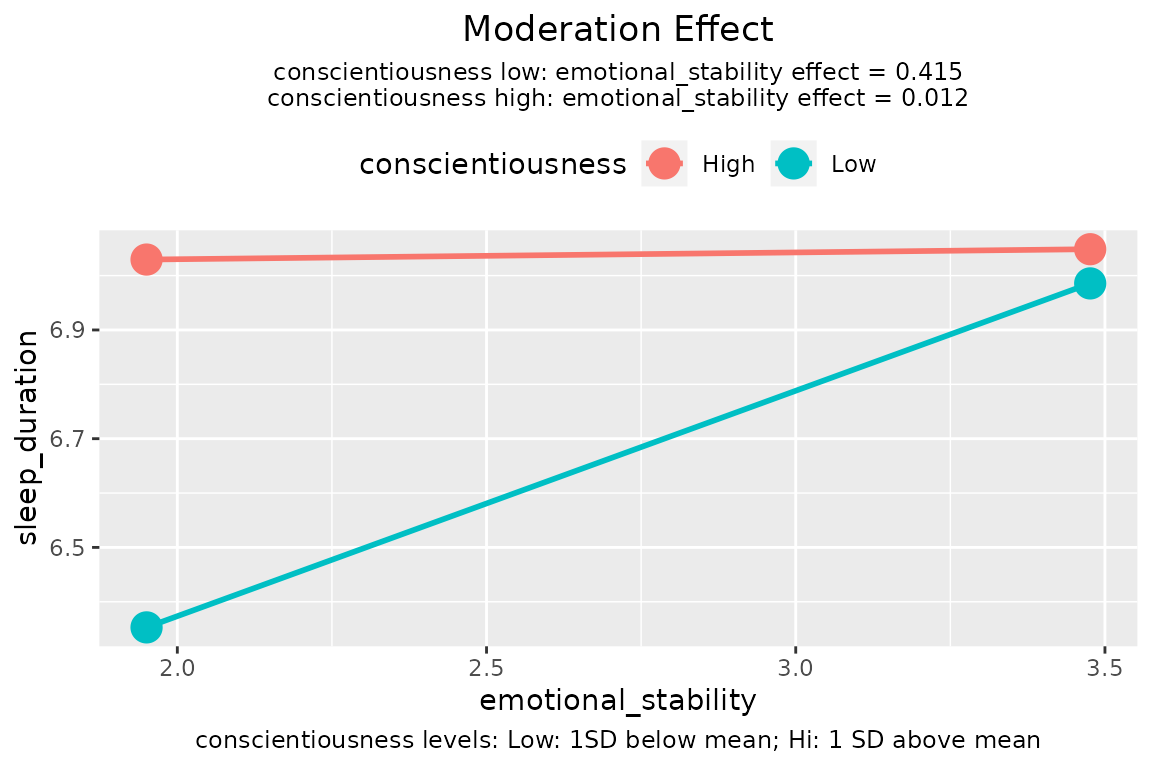 Moderation Effect
conscientiousness low: emotional_stability effect = 0.415
conscientiousness high: emotional_stability effect = 0.012
conscientiousness High Low
sleep_duration
6.9
6.7
6.5
2.0 2.5 3.0 3.5
emotional_stability
conscientiousness levels: Low: 1SD below mean; Hi: 1 SD above mean